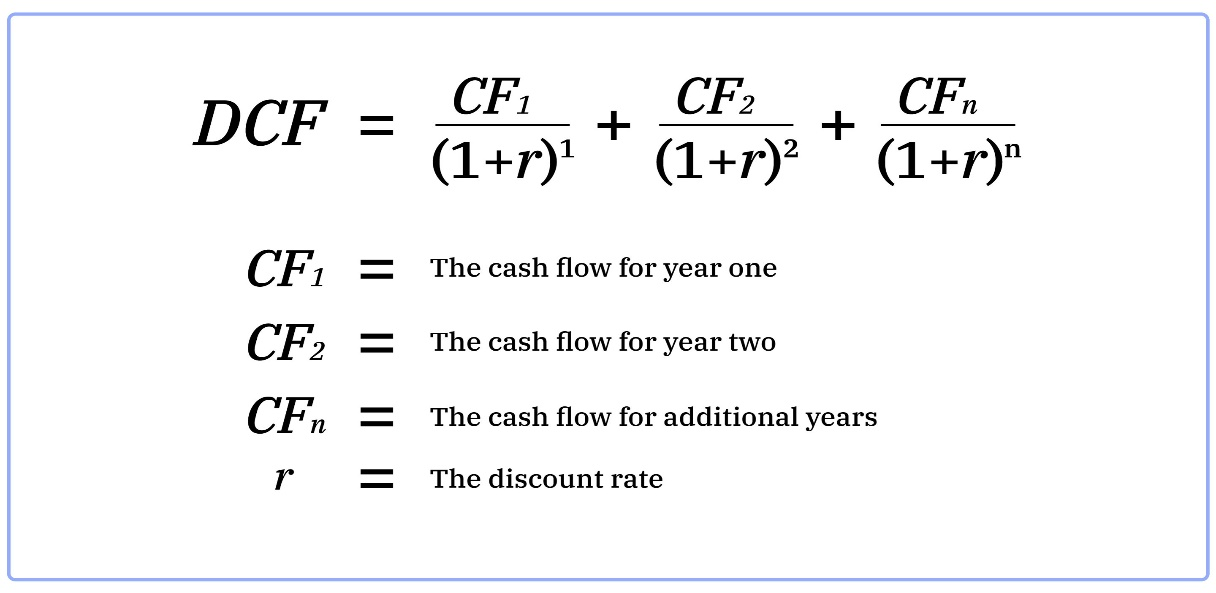 DCF = CF₁/(1+r)¹ + CF₂/(1+r)² + CFₙ/(1+r)ⁿ
CF₁ = The cash flow for year one
CF₂ = The cash flow for year two
CFₙ = The cash flow for additional years
r = The discount rate